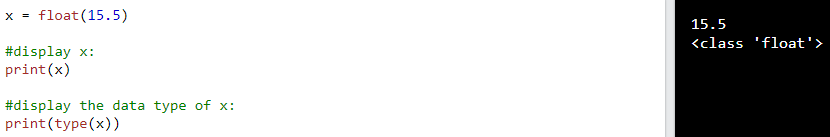 x = float(15.5)
#display x:
print(x)
#display the data type of x:
print(type(x))
15.5
<class 'float'>